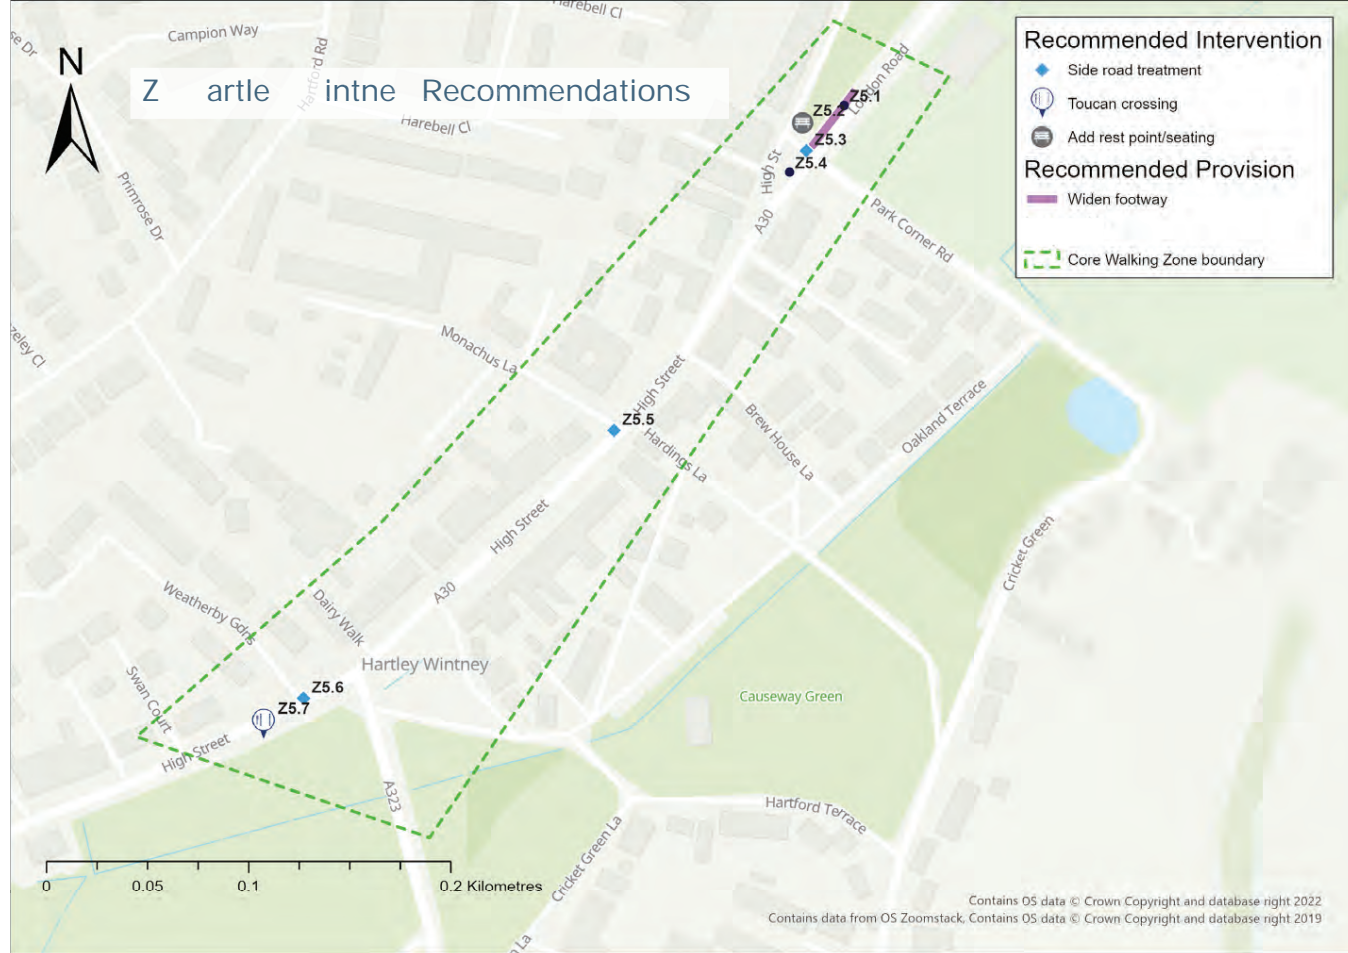 Harebell Cl
Campion Way
Hartford Rd
N
Z artle intne Recommendations
Harebell Cl
Primrose Dr
London Road
Z5.1
Z5.2
Z5.3
Z5.4
High St
A30
Park Corner Rd
Recommended Intervention
Side road treatment
Toucan crossing
Add rest point/seating
Recommended Provision
Widen footway
Core Walking Zone boundary
Monachus La
High Street
Z5.5
Hardings La
Brew House La
Oakland Terrace
High Street
A30
Cricket Green
Weatherby Gdns
Dairy Walk
Hartley Wintney
Swan Court
Z5.6
Z5.7
High Street
Causeway Green
A323
Hartford Terrace
Cricket Green La
0 0.05 0.1 0.2 Kilometres
Contains OS data © Crown Copyright and database right 2022
Contains data from OS Zoomstack, Contains OS data © Crown Copyright and database right 2019